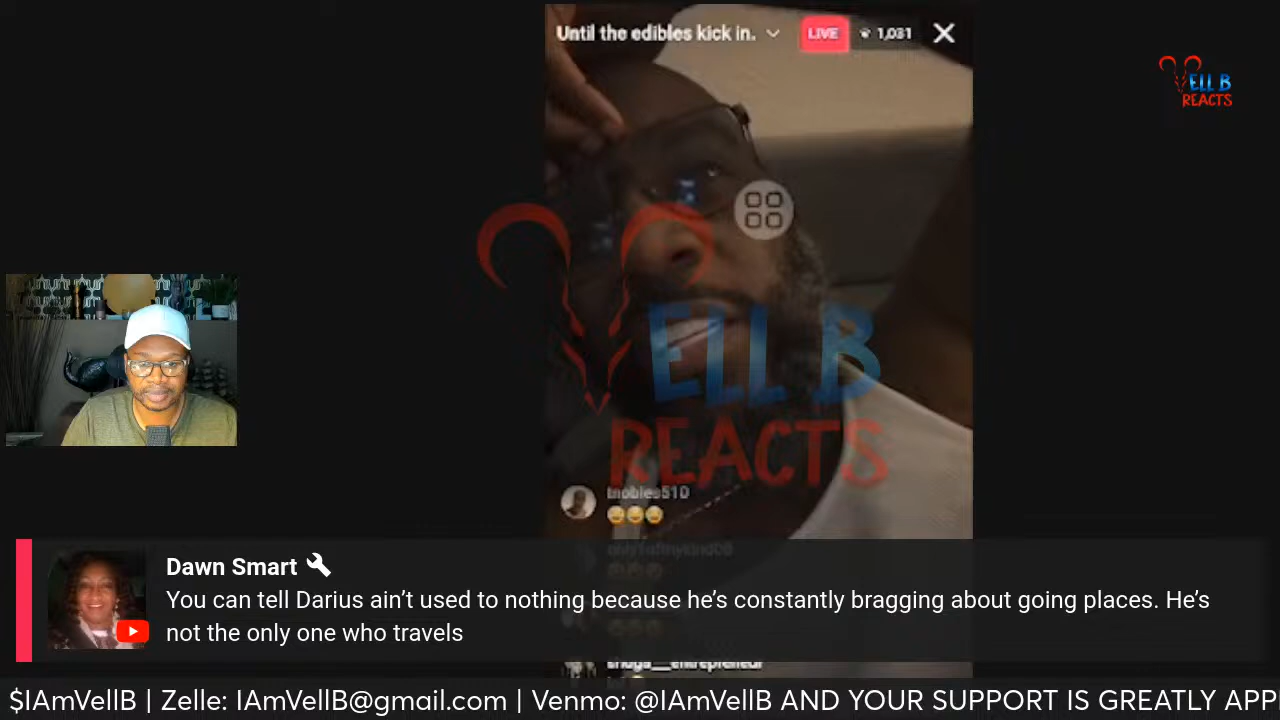 Until the edibles kick in.
LIVE
1,031
ELL B
REACTS
ELL B
REACTS
tnobles510
Dawn Smart
You can tell Darius ain’t used to nothing because he’s constantly bragging about going places. He’s
not the only one who travels
shuga__entrepreneur
$IAmVellB | Zelle: IAmVellB@gmail.com | Venmo: @IAmVellB AND YOUR SUPPORT IS GREATLY APP